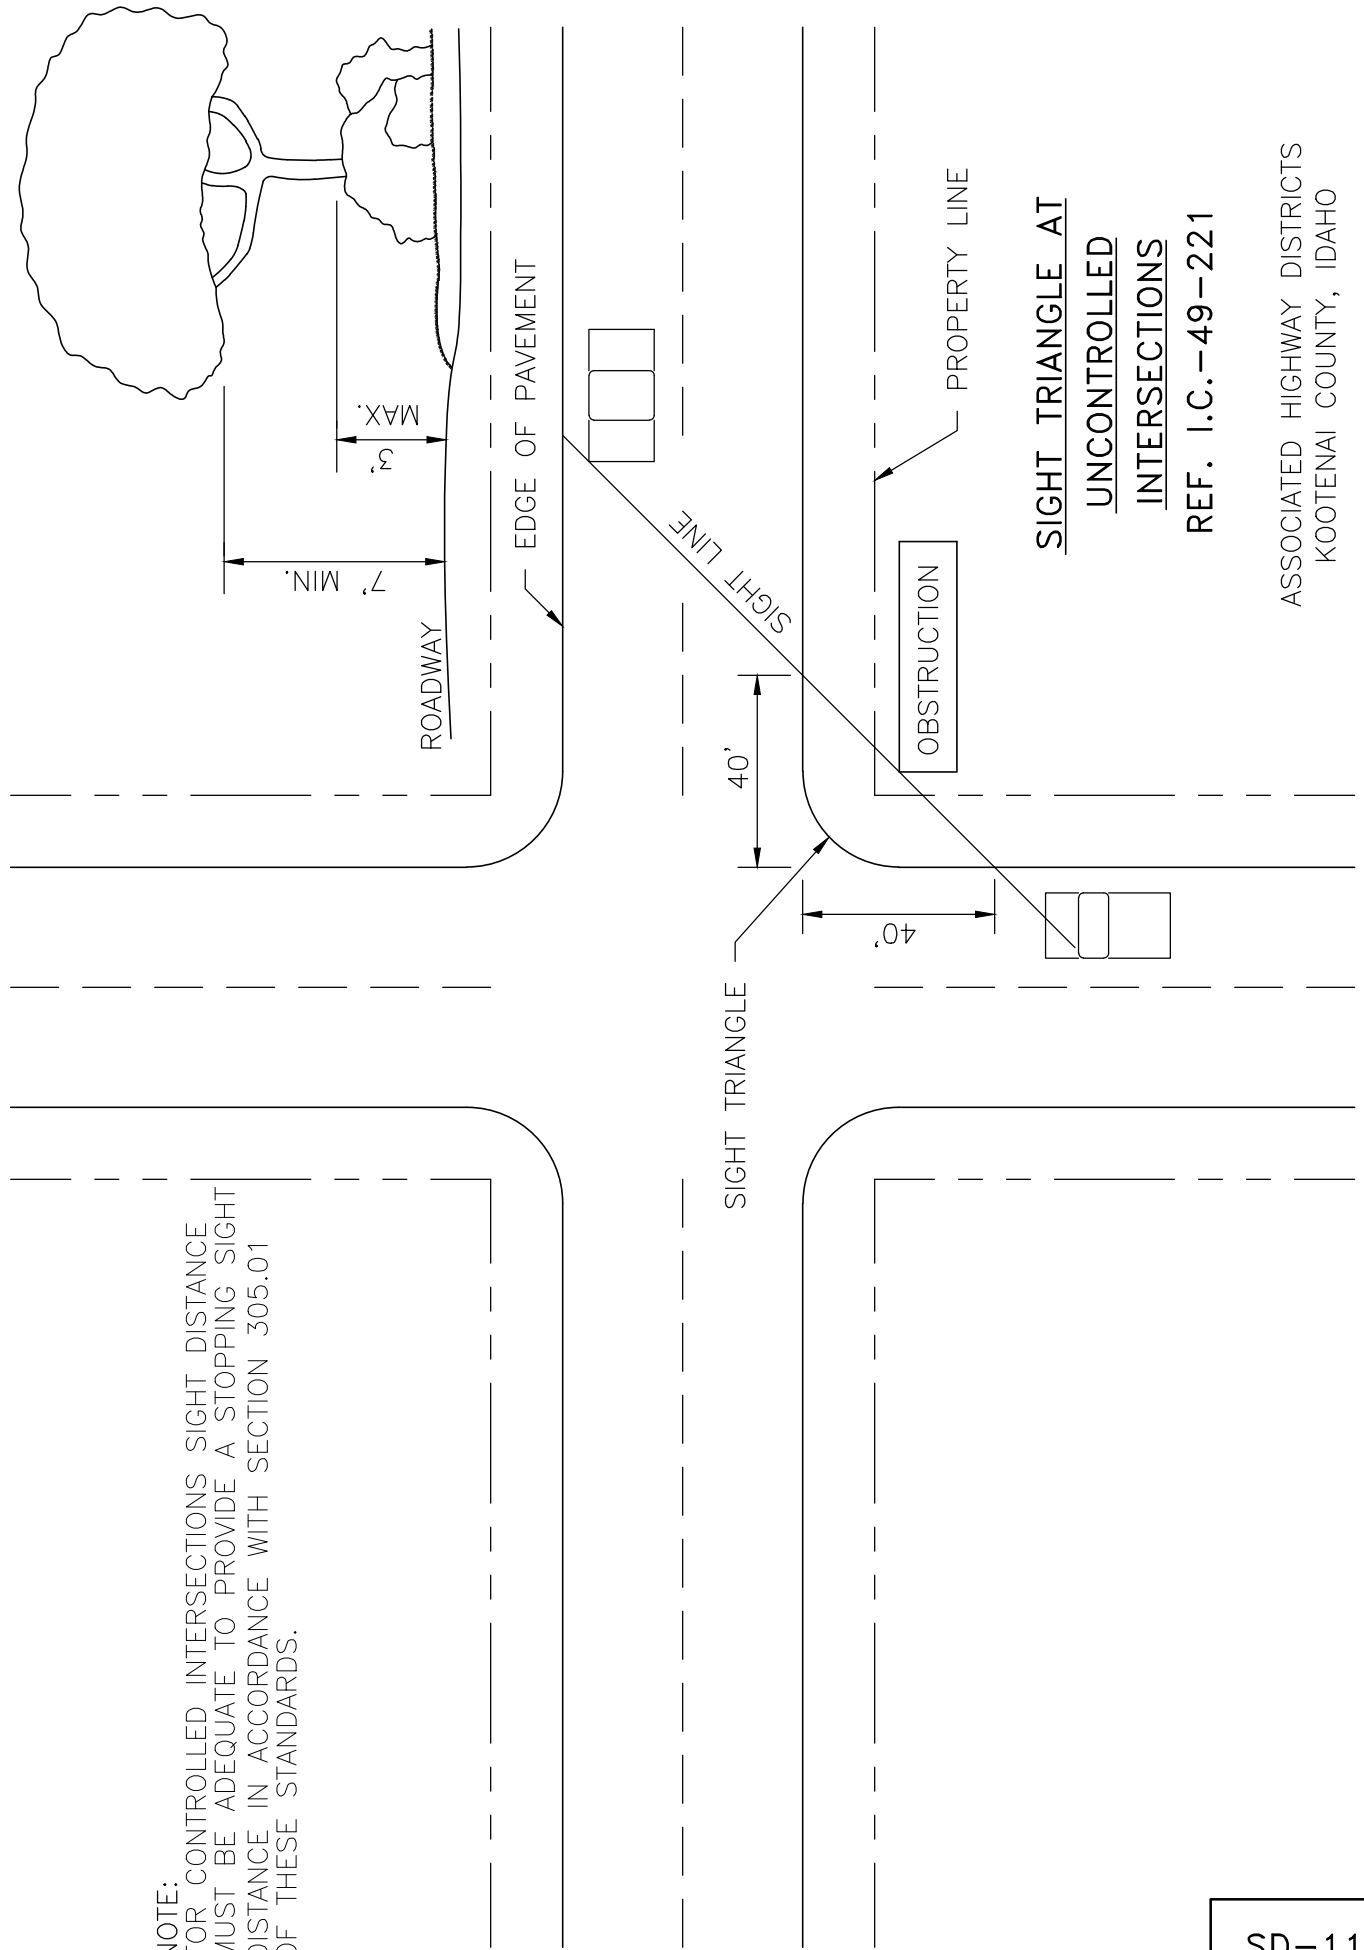 NOTE:
FOR CONTROLLED INTERSECTIONS SIGHT DISTANCE
MUST BE ADEQUATE TO PROVIDE A STOPPING SIGHT
DISTANCE IN ACCORDANCE WITH SECTION 305.01
OF THESE STANDARDS.
ROADWAY
7' MIN.
3'
MAX.
EDGE OF PAVEMENT
SIGHT LINE
40'
40'
SIGHT TRIANGLE
OBSTRUCTION
PROPERTY LINE
SIGHT TRIANGLE AT
UNCONTROLLED
INTERSECTIONS
REF. I.C.-49-221
ASSOCIATED HIGHWAY DISTRICTS
KOOTENAI COUNTY, IDAHO
SD-11